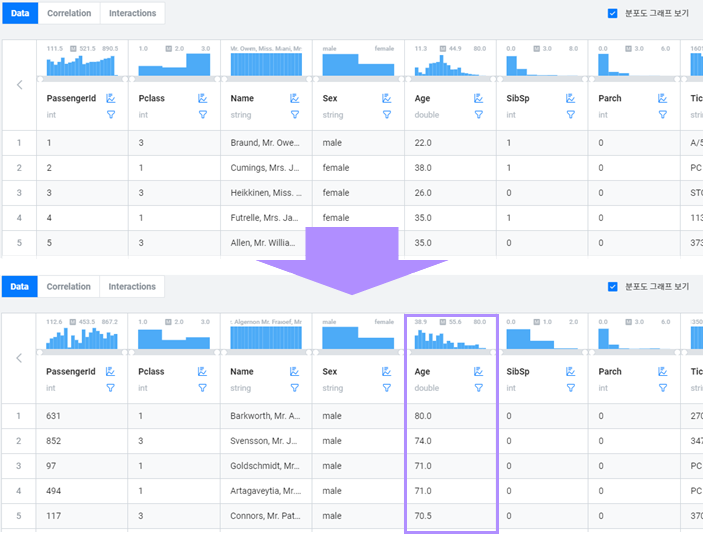 Data Correlation Interactions 분포도 그래프 보기
111.5 M 521.5 890.5 1.0 M 2.0 3.0 Mr. Owem, Miss. Miani, Mr. male female 11.3 M 44.9 80.0 0.0 M 3.0 8.0 0.0 M 3.0 6.0
PassengerId Pclass Name Sex Age SibSp Parch Tic
int int string string double int int
1 1 3 Braund, Mr. Owe... male 22.0 1 0 A/5
2 2 1 Cumings, Mrs. J... female 38.0 1 0 PC
3 3 3 Heikkinen, Miss. ... female 26.0 0 0 STO
4 4 1 Futrelle, Mrs. Ja... female 35.0 1 0 113
5 5 3 Allen, Mr. Willia... 35.0 0 0 373
Data Correlation Interactions 분포도 그래프 보기
112.6 M 453.5 867.2 1.0 M 2.0 3.0 male female 38.9 M 55.6 80.0 0.0 M 1.0 2.0 0.0 M 3.0 6.0
PassengerId Pclass Name Sex Age SibSp Parch Tic
int int string string double int int
1 631 1 Barkworth, Mr. A... male 80.0 0 0 270
2 852 3 Svensson, Mr. J... male 74.0 0 0 347
3 97 1 Goldschmidt, Mr... male 71.0 0 0 PC
4 494 1 Artagaveytia, Mr... male 71.0 0 0 PC
5 117 3 Connors, Mr. Pat... male 70.5 0 0 370